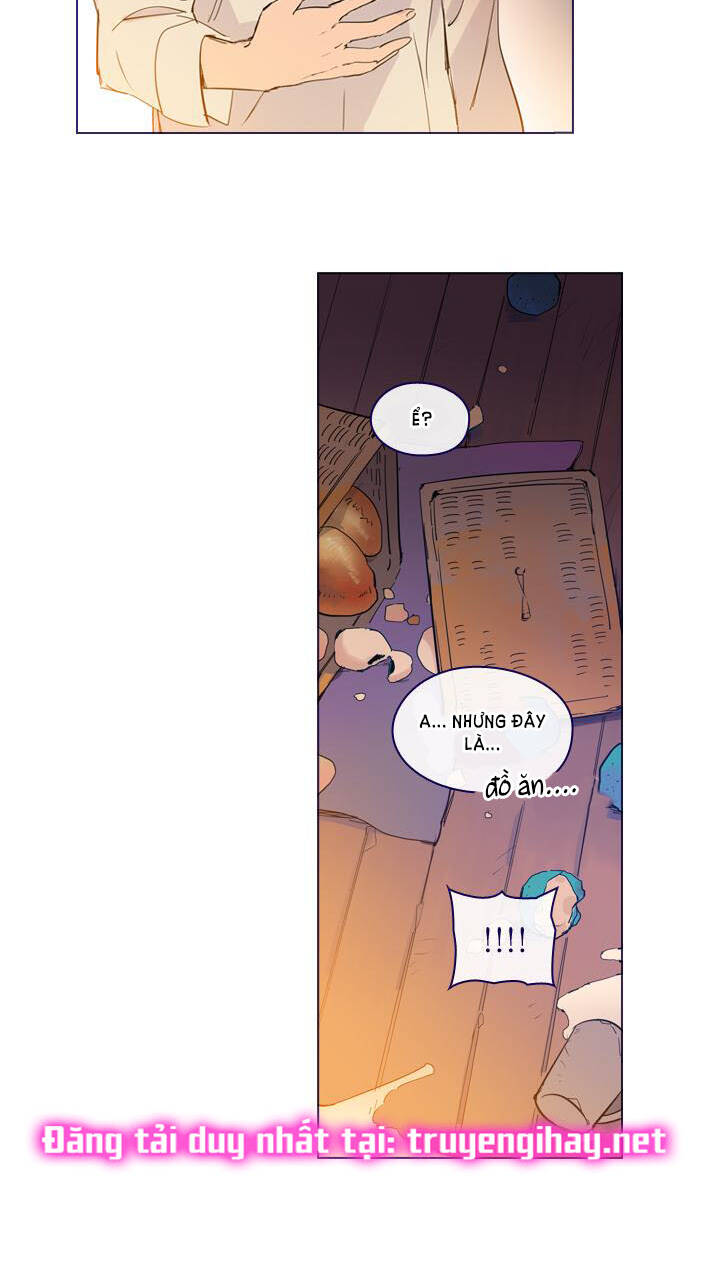 Ể?
A... NHƯNG ĐÂY
LÀ...
đồ ăn....
!!!!
Đăng tải duy nhất tại: truyengihay.net